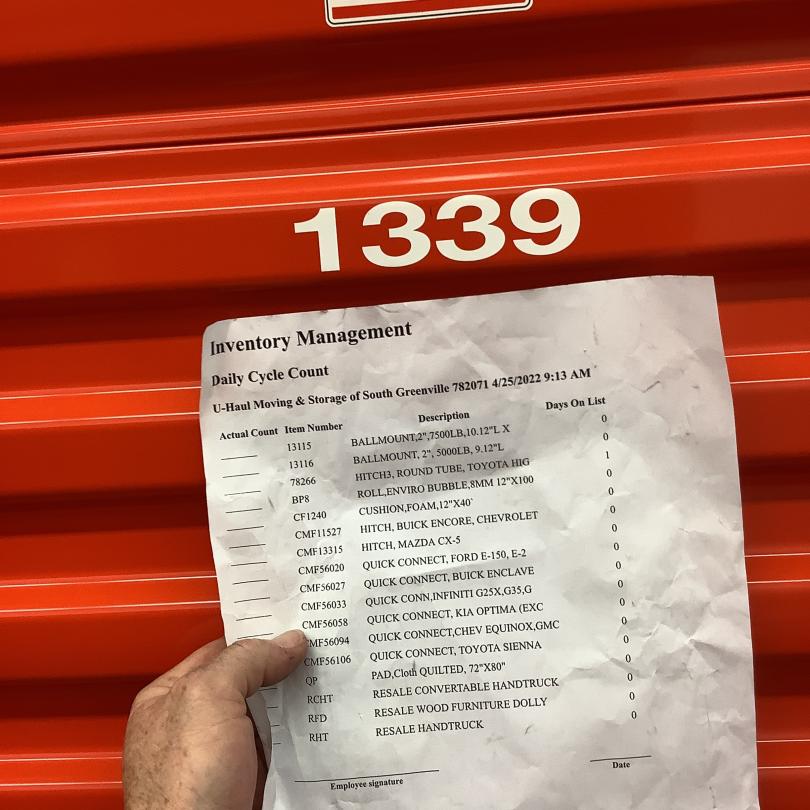 1339
Inventory Management
Daily Cycle Count
U-Haul Moving & Storage of South Greenville 782071 4/25/2022 9:13 AM
Actual Count Item Number Description Days On List
13115 BALLMOUNT,2",7500LB,10.12"L X 0
13116 BALLMOUNT, 2", 5000LB, 9.12"L 0
78266 HITCH3, ROUND TUBE, TOYOTA HIG 1
BP8 ROLL,ENVIRO BUBBLE,8MM 12"X100 0
CF1240 CUSHION,FOAM,12"X40' 0
CMF11527 HITCH, BUICK ENCORE, CHEVROLET 0
CMF13315 HITCH, MAZDA CX-5 0
CMF56020 QUICK CONNECT, FORD E-150, E-2 0
CMF56027 QUICK CONNECT, BUICK ENCLAVE 0
CMF56033 QUICK CONN,INFINITI G25X,G35,G 0
CMF56058 QUICK CONNECT, KIA OPTIMA (EXC 0
CMF56094 QUICK CONNECT,CHEV EQUINOX,GMC 0
CMF56106 QUICK CONNECT, TOYOTA SIENNA 0
QP PAD,Cloth QUILTED, 72"X80" 0
RCHT RESALE CONVERTABLE HANDTRUCK 0
RFD RESALE WOOD FURNITURE DOLLY 0
RHT RESALE HANDTRUCK 0
Employee signature Date